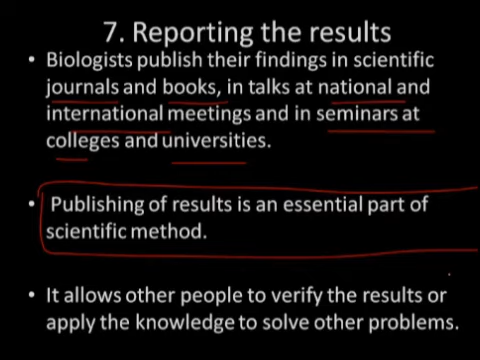 7. Reporting the results
• Biologists publish their findings in scientific
journals and books, in talks at national and
international meetings and in seminars at
colleges and universities.
• Publishing of results is an essential part of
scientific method.
• It allows other people to verify the results or
apply the knowledge to solve other problems.